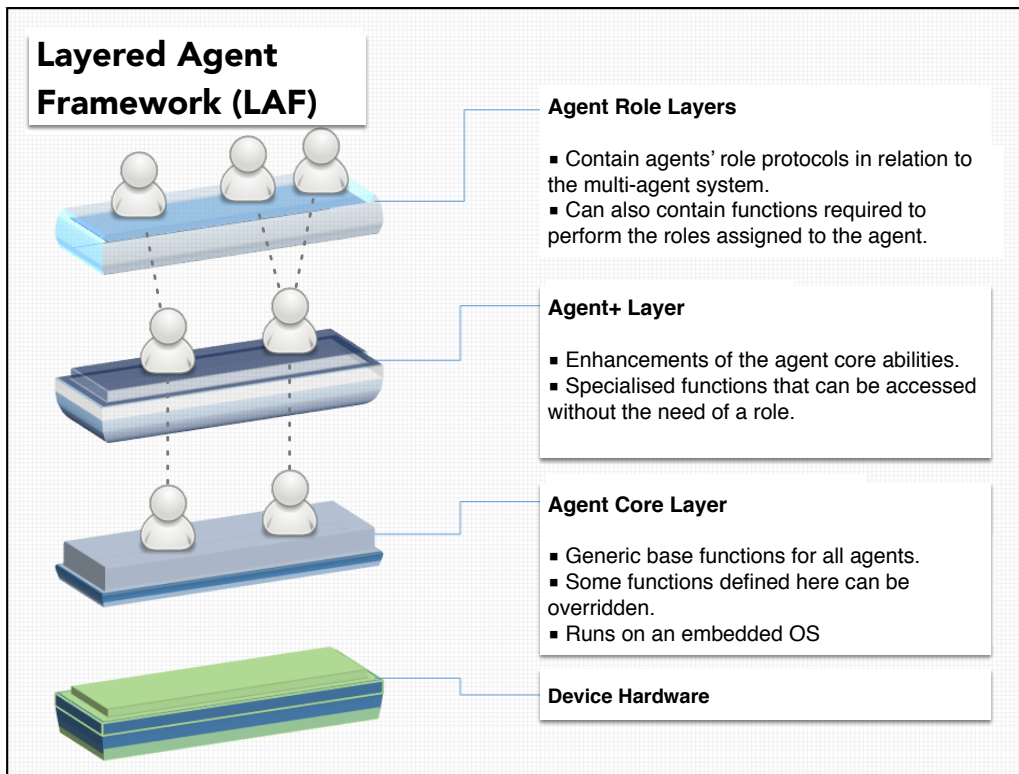 Layered Agent
Framework (LAF)
Agent Role Layers
▪ Contain agents' role protocols in relation to
the multi-agent system.
▪ Can also contain functions required to
perform the roles assigned to the agent.
Agent+ Layer
▪ Enhancements of the agent core abilities.
▪ Specialised functions that can be accessed
without the need of a role.
Agent Core Layer
▪ Generic base functions for all agents.
▪ Some functions defined here can be
overridden.
▪ Runs on an embedded OS
Device Hardware